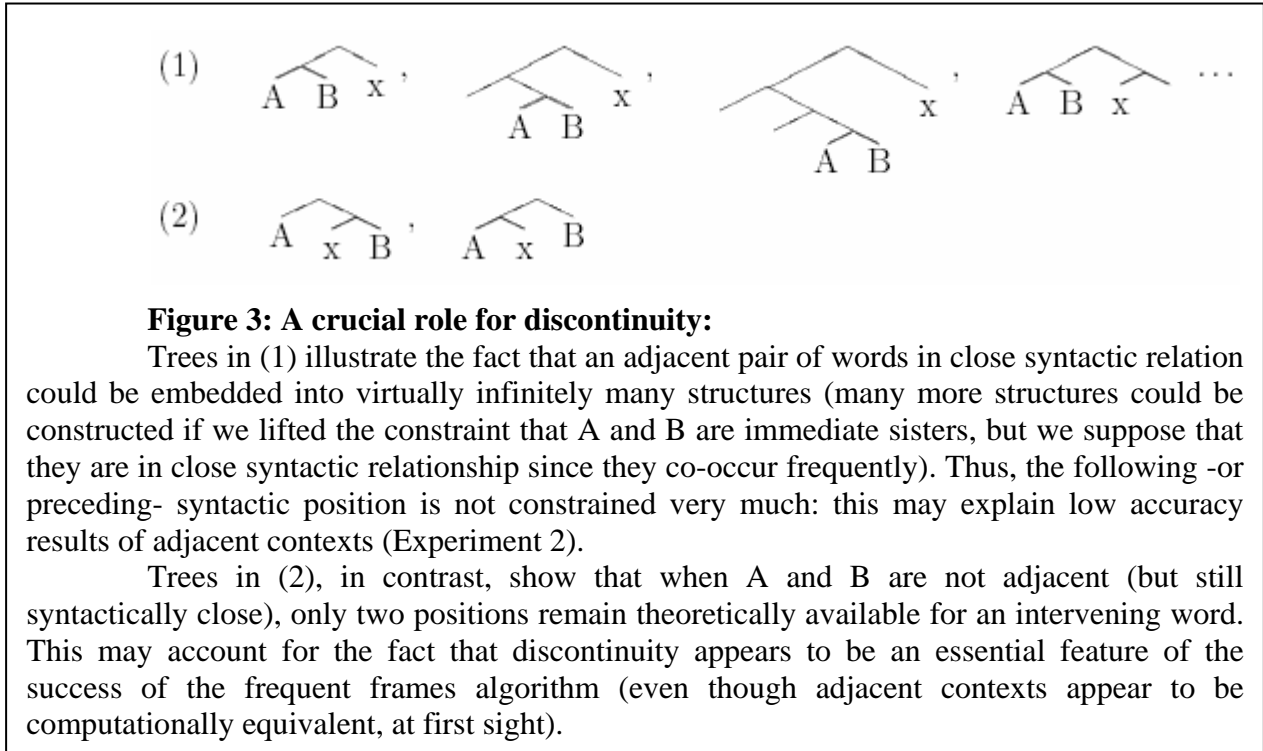 (1) A B x , A B x , A B x , A B x ...
(2) A x B , A x B
Figure 3: A crucial role for discontinuity:
Trees in (1) illustrate the fact that an adjacent pair of words in close syntactic relation
could be embedded into virtually infinitely many structures (many more structures could be
constructed if we lifted the constraint that A and B are immediate sisters, but we suppose that
they are in close syntactic relationship since they co-occur frequently). Thus, the following -or
preceding- syntactic position is not constrained very much: this may explain low accuracy
results of adjacent contexts (Experiment 2).
Trees in (2), in contrast, show that when A and B are not adjacent (but still
syntactically close), only two positions remain theoretically available for an intervening word.
This may account for the fact that discontinuity appears to be an essential feature of the
success of the frequent frames algorithm (even though adjacent contexts appear to be
computationally equivalent, at first sight).